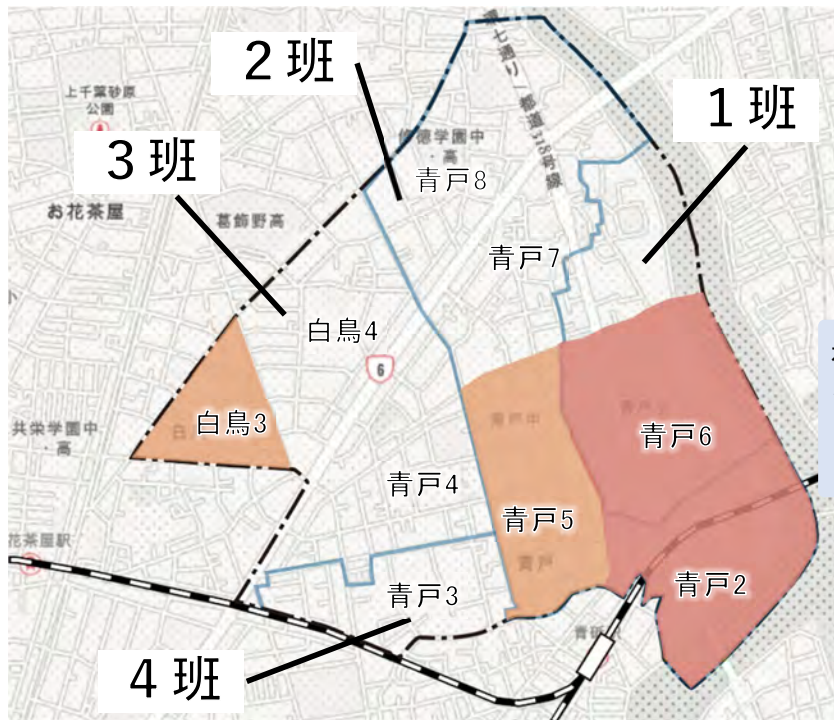 2班
1班
3班
4班
環七通り / 都道318号線
上千葉砂原
公園
修徳学園中
・高
青戸8
お花茶屋
葛飾野高
青戸7
白鳥4
6
白鳥3
共栄学園中
・高
青戸中
青戸6
青戸4
青戸5
青戸
花茶屋駅
青戸3
青戸2